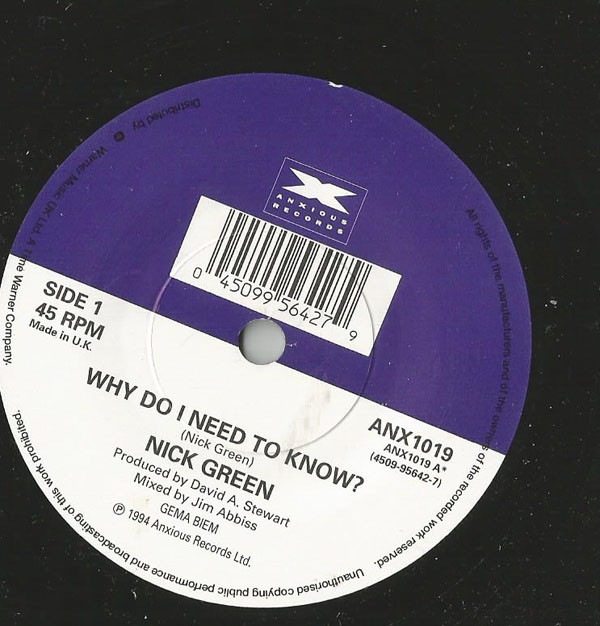 ANXIOUS
RECORDS
0 45099 56427 9
SIDE 1
45 RPM
Made in U.K.
ANX1019
ANX1019 A*
(4509-95642-7)
WHY DO I NEED TO KNOW?
(Nick Green)
NICK GREEN
Produced by David A. Stewart
Mixed by Jim Abbiss
GEMA BIEM
℗ 1994 Anxious Records Ltd.
Distributed by Warner Music UK Ltd. A Time Warner Company.
All rights of the manufacturers and of the owners of the recorded work reserved. Unauthorised copying public performance and broadcasting of this work prohibited.